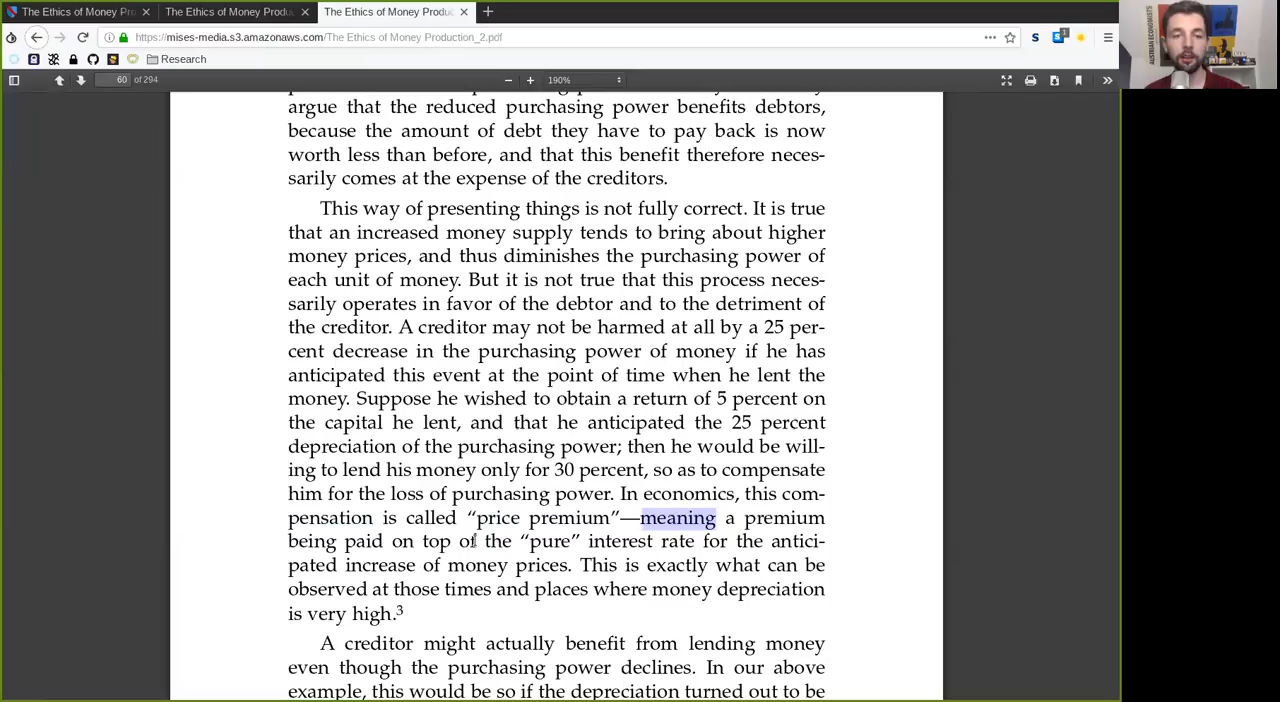 The Ethics of Money Pro
The Ethics of Money Produ
The Ethics of Money Produc
https://mises-media.s3.amazonaws.com/The Ethics of Money Production_2.pdf
Research
60 of 294
190%
argue that the reduced purchasing power benefits debtors,
because the amount of debt they have to pay back is now
worth less than before, and that this benefit therefore neces-
sarily comes at the expense of the creditors.
This way of presenting things is not fully correct. It is true
that an increased money supply tends to bring about higher
money prices, and thus diminishes the purchasing power of
each unit of money. But it is not true that this process neces-
sarily operates in favor of the debtor and to the detriment of
the creditor. A creditor may not be harmed at all by a 25 per-
cent decrease in the purchasing power of money if he has
anticipated this event at the point of time when he lent the
money. Suppose he wished to obtain a return of 5 percent on
the capital he lent, and that he anticipated the 25 percent
depreciation of the purchasing power; then he would be will-
ing to lend his money only for 30 percent, so as to compensate
him for the loss of purchasing power. In economics, this com-
pensation is called “price premium”—meaning a premium
being paid on top of the “pure” interest rate for the antici-
pated increase of money prices. This is exactly what can be
observed at those times and places where money depreciation
is very high.3
A creditor might actually benefit from lending money
even though the purchasing power declines. In our above
example, this would be so if the depreciation turned out to be